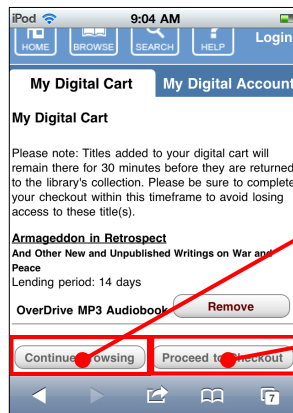 iPod 9:04 AM
HOME BROWSE SEARCH HELP Login
My Digital Cart My Digital Account
My Digital Cart
Please note: Titles added to your digital cart will
remain there for 30 minutes before they are returned
to the library's collection. Please be sure to complete
your checkout within this timeframe to avoid losing
access to these title(s).
Armageddon in Retrospect
And Other New and Unpublished Writings on War and
Peace
Lending period: 14 days
OverDrive MP3 Audiobook Remove
Continue Browsing Proceed to Checkout
7